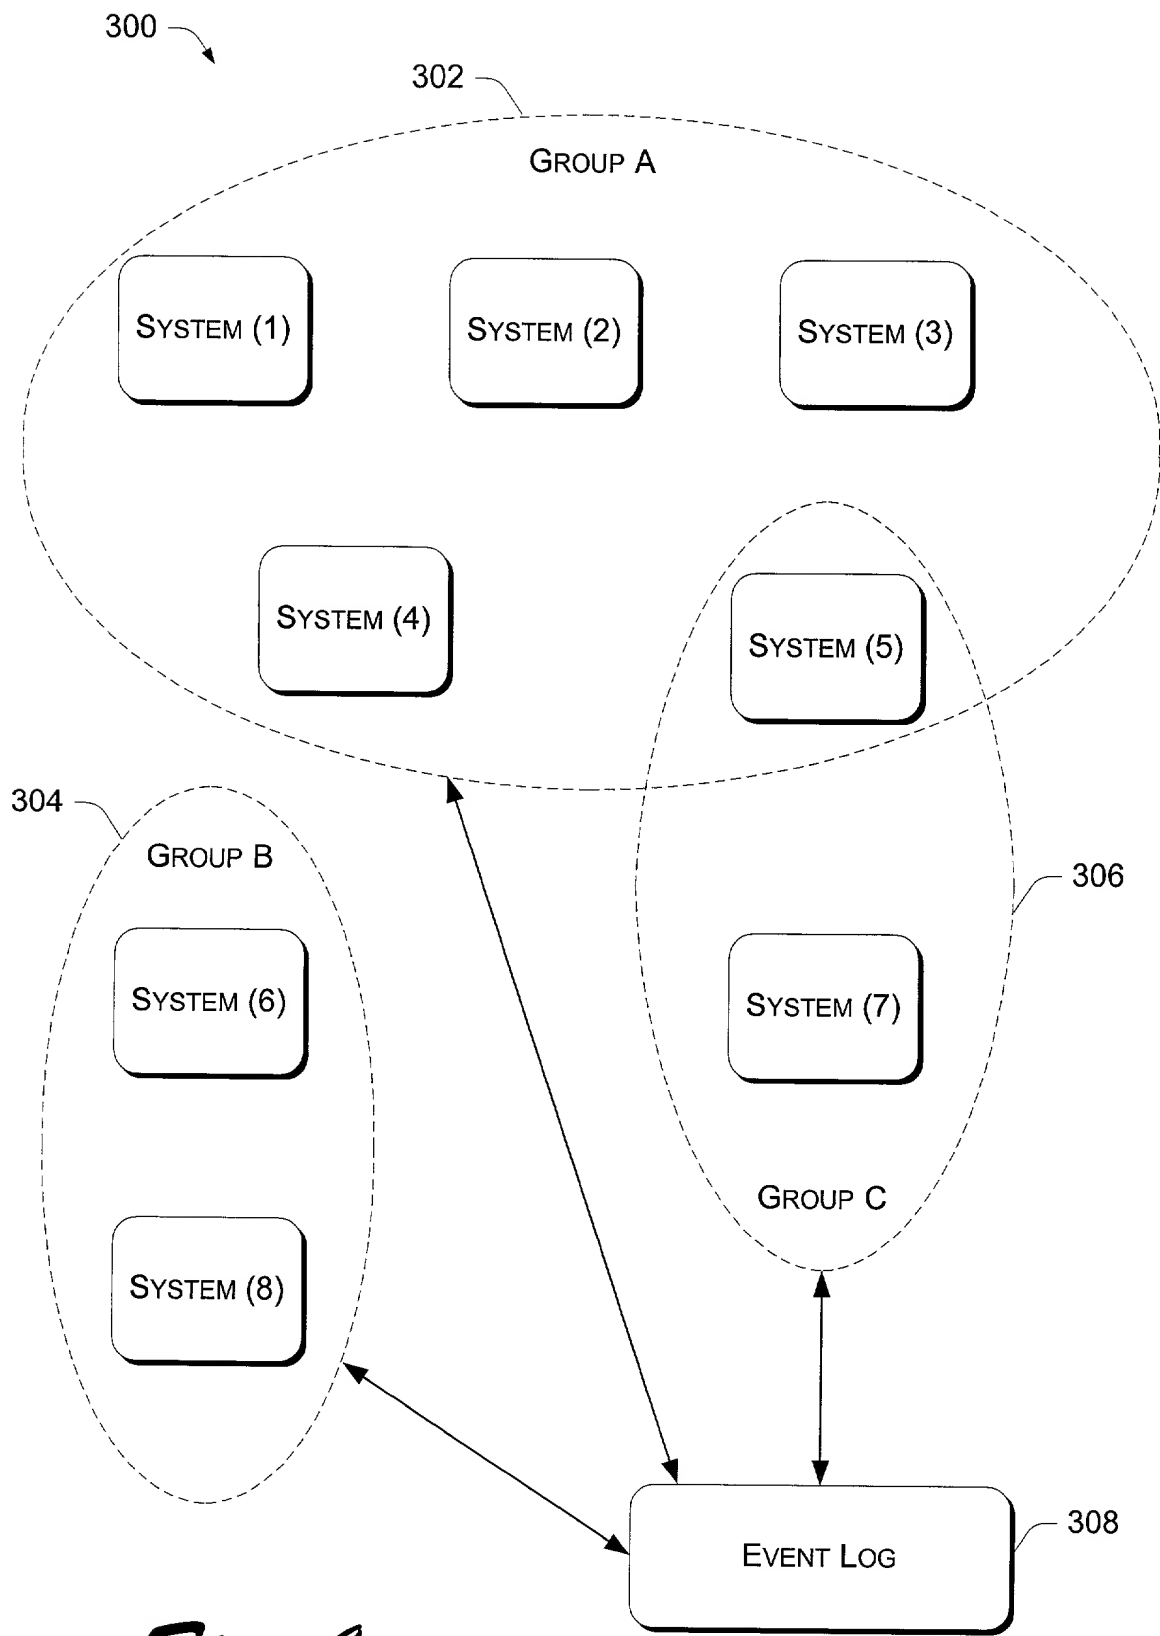 300
302
GROUP A
SYSTEM (1)
SYSTEM (2)
SYSTEM (3)
SYSTEM (4)
SYSTEM (5)
304
GROUP B
306
SYSTEM (6)
SYSTEM (7)
GROUP C
SYSTEM (8)
308
EVENT LOG